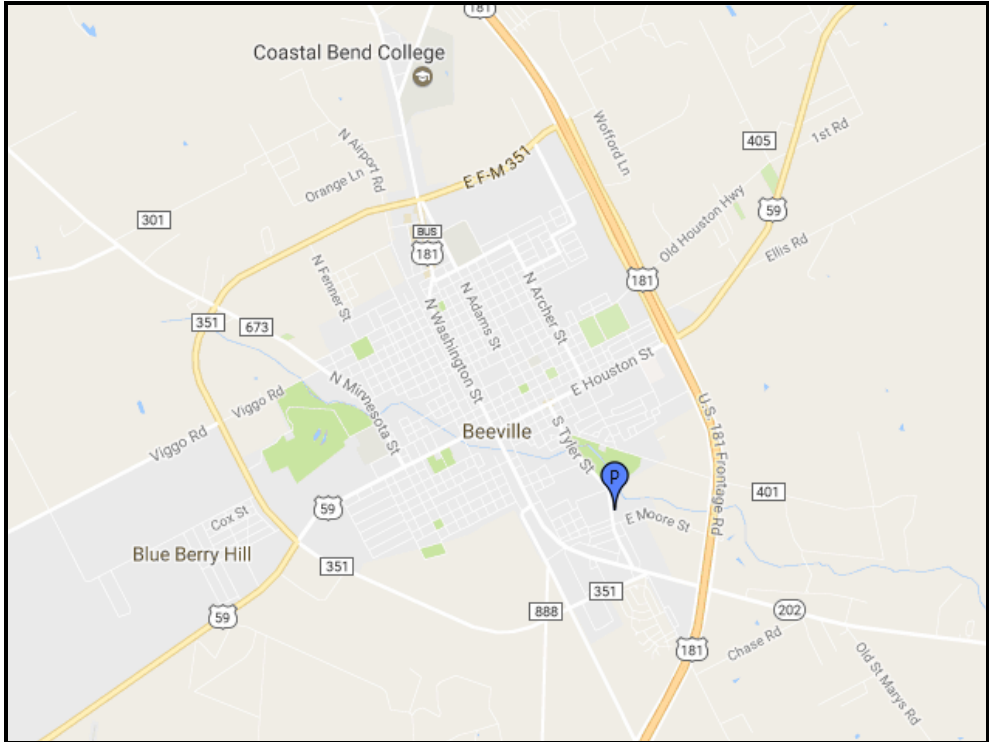 181
Coastal Bend College
Wofford Ln
405
1st Rd
N Airport Rd
E F-M 351
Orange Ln
301
59
Old Houston Hwy
BUS
181
Ellis Rd
N Fenner St
N Adams St
N Archer St
181
351
673
N Washington St
E Houston St
N Minnesota St
Viggo Rd
U.S. 181 Frontage Rd
Viggo Rd
Beeville
S Tyler St
P
401
59
Cox St
E Moore St
Blue Berry Hill
351
351
888
202
59
181
Chase Rd
Old St Marys Rd